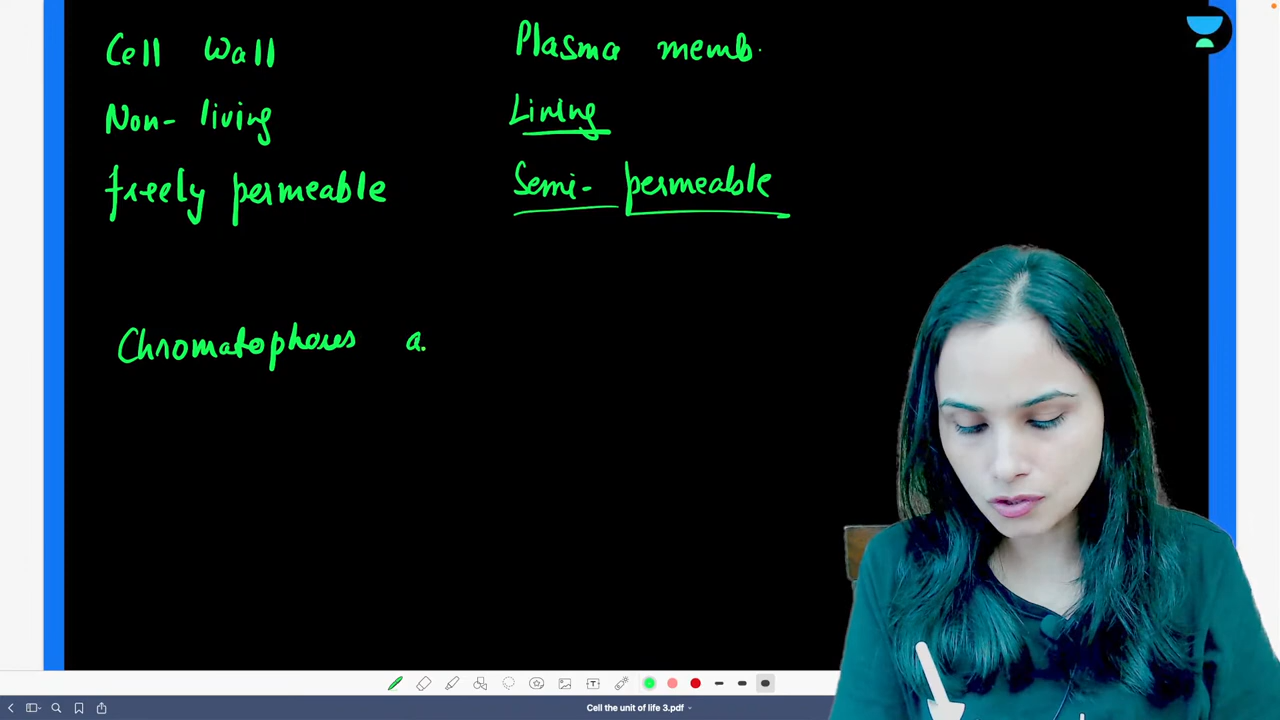 Cell Wall Plasma memb.
Non-living Living
freely permeable Semi-permeable
Chromatophores a.
Cell the unit of life 3.pdf